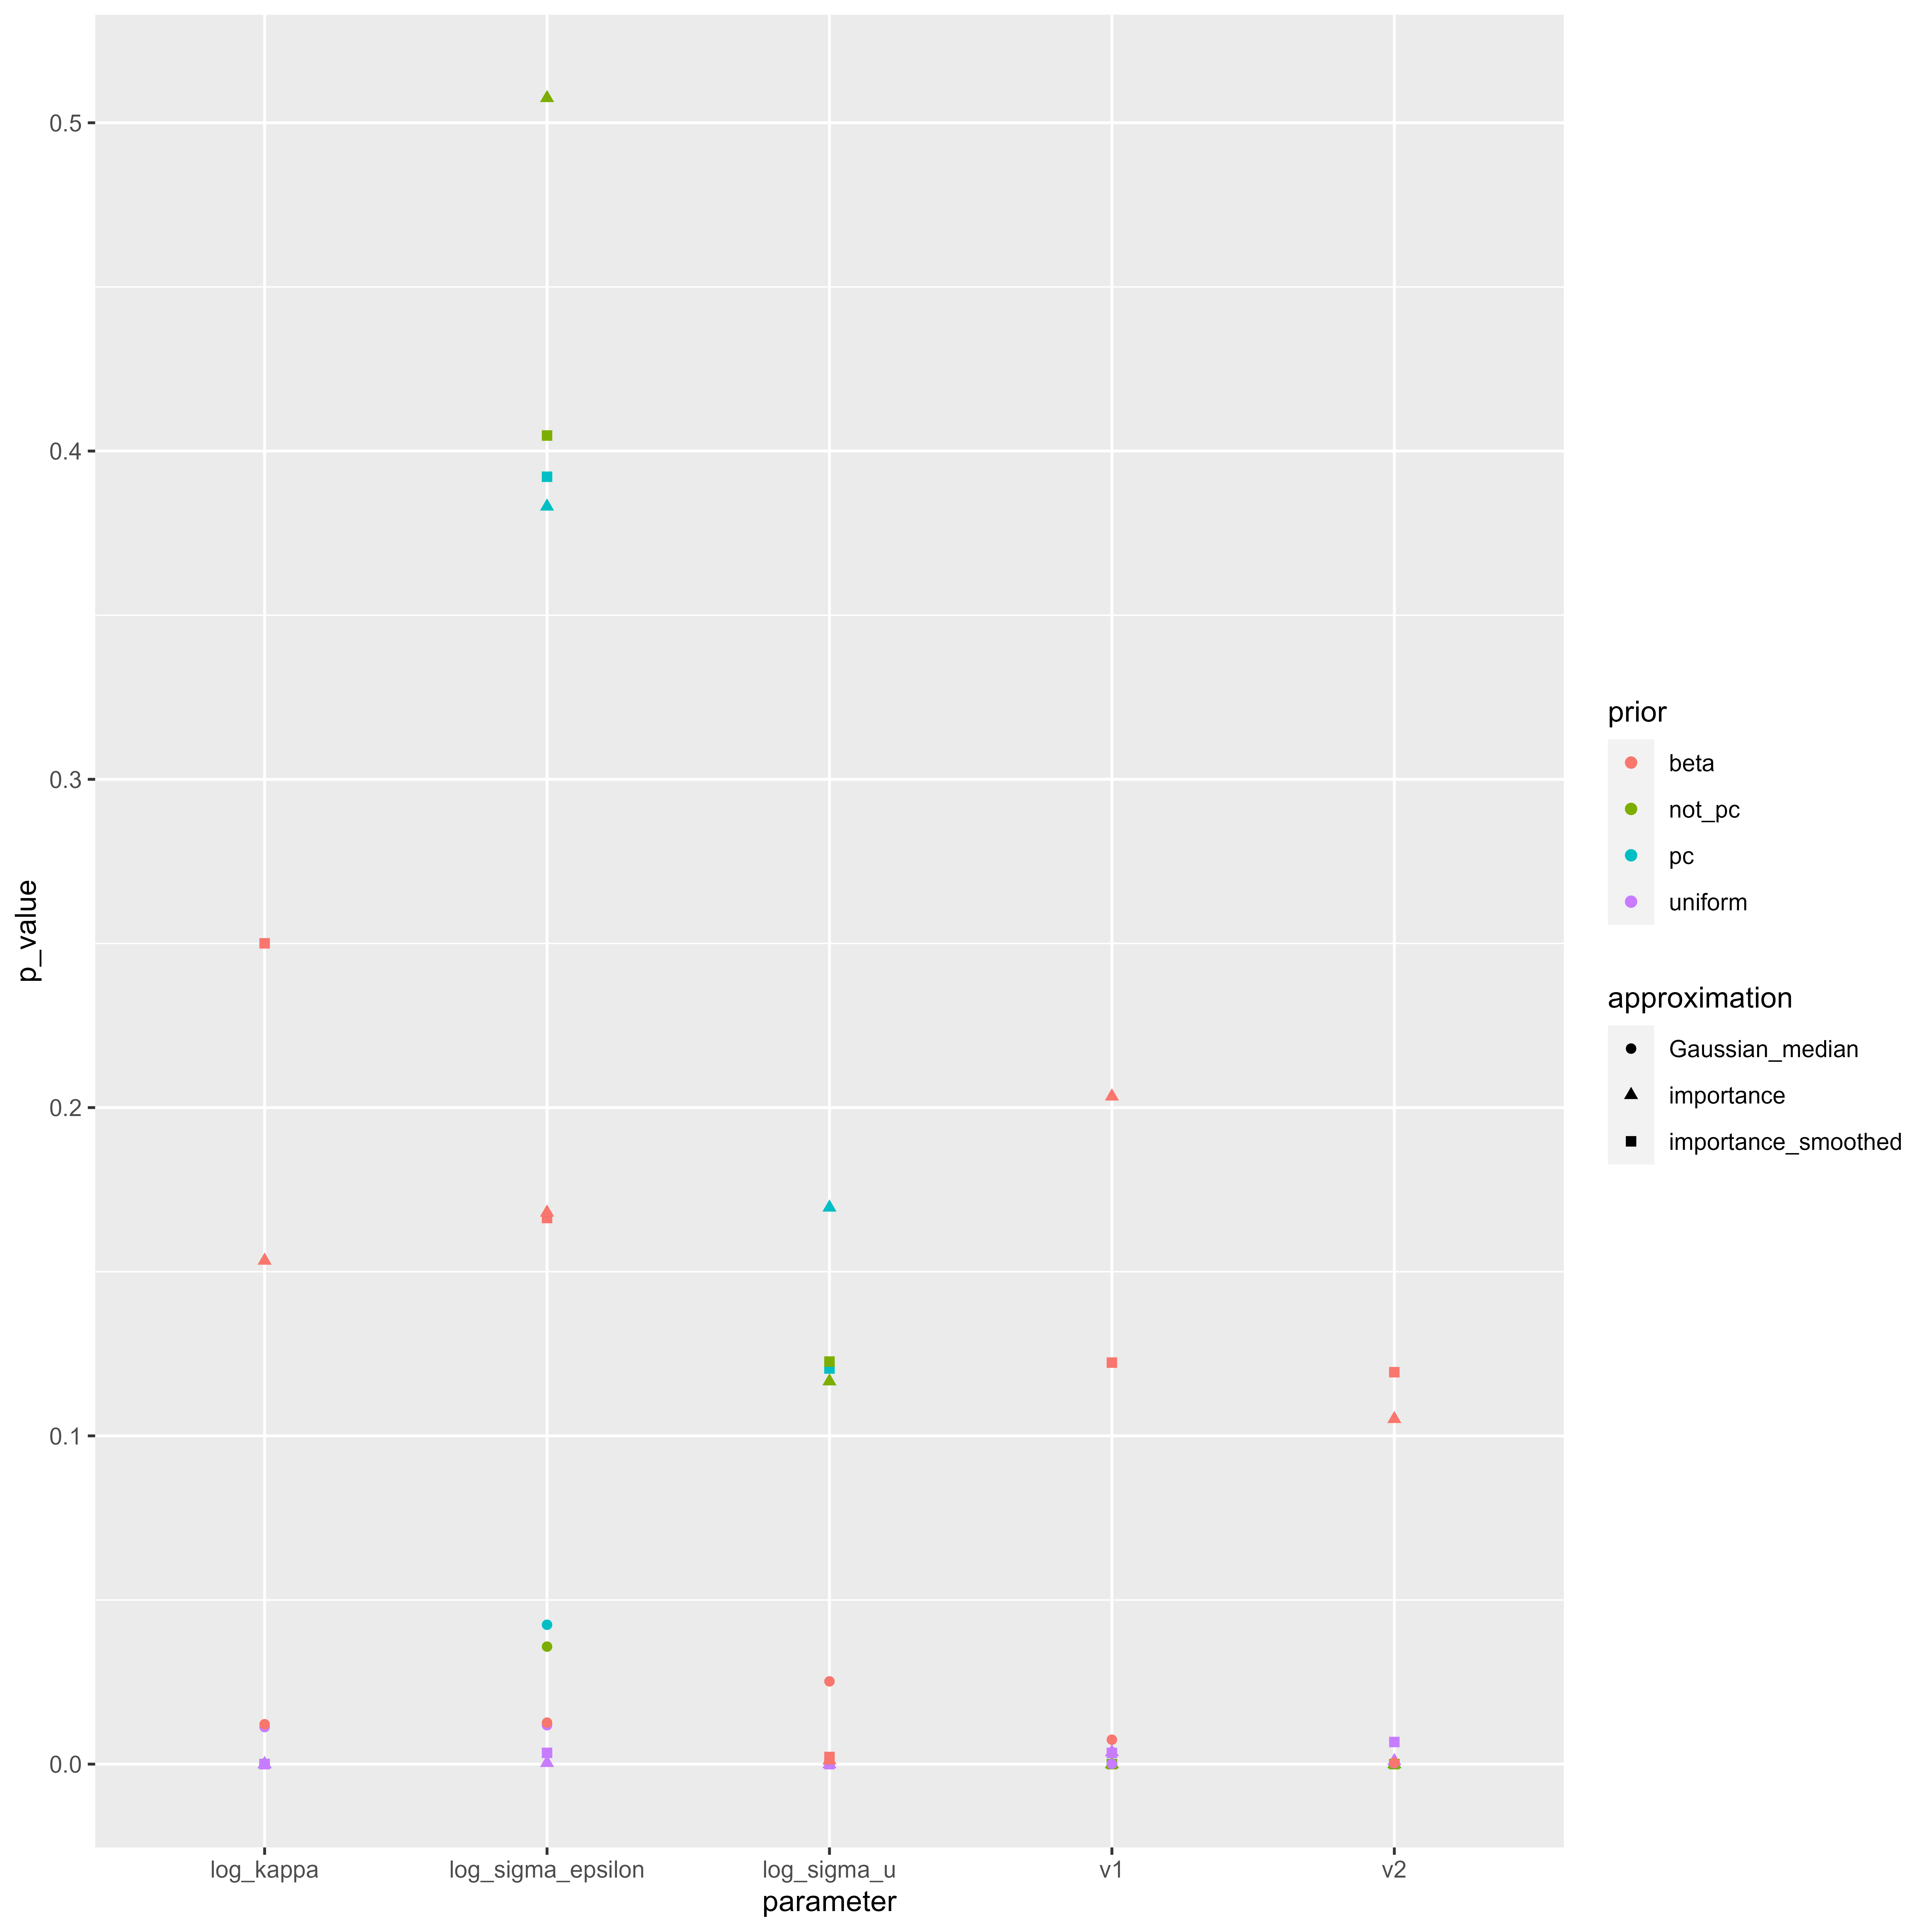 p_value
0.5
0.4
0.3
0.2
0.1
0.0
log_kappa
log_sigma_epsilon
log_sigma_u
v1
v2
parameter
prior
beta
not_pc
pc
uniform
approximation
Gaussian_median
importance
importance_smoothed